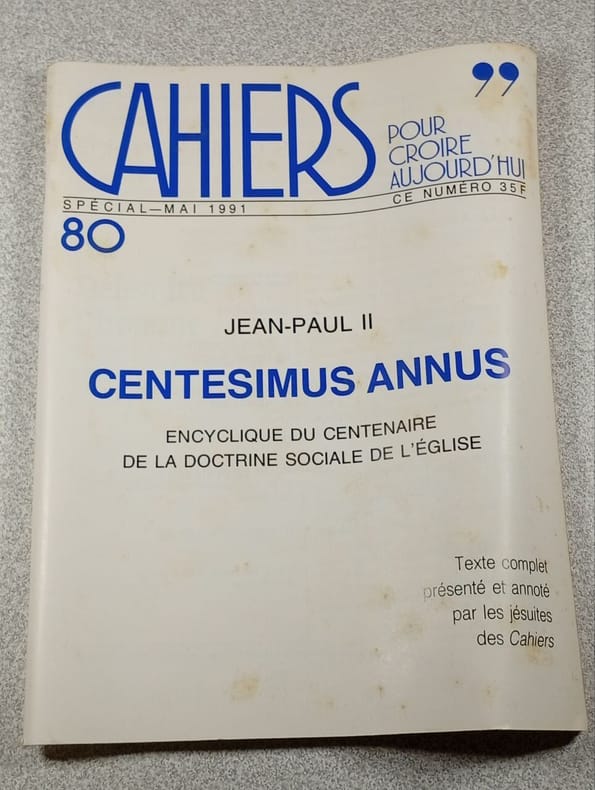 CAHIERS
”
POUR
CROIRE
AUJOURD'HUI
SPÉCIAL—MAI 1991
CE NUMÉRO 35F
80
JEAN-PAUL II
CENTESIMUS ANNUS
ENCYCLIQUE DU CENTENAIRE
DE LA DOCTRINE SOCIALE DE L'ÉGLISE
Texte complet
présenté et annoté
par les jésuites
des Cahiers